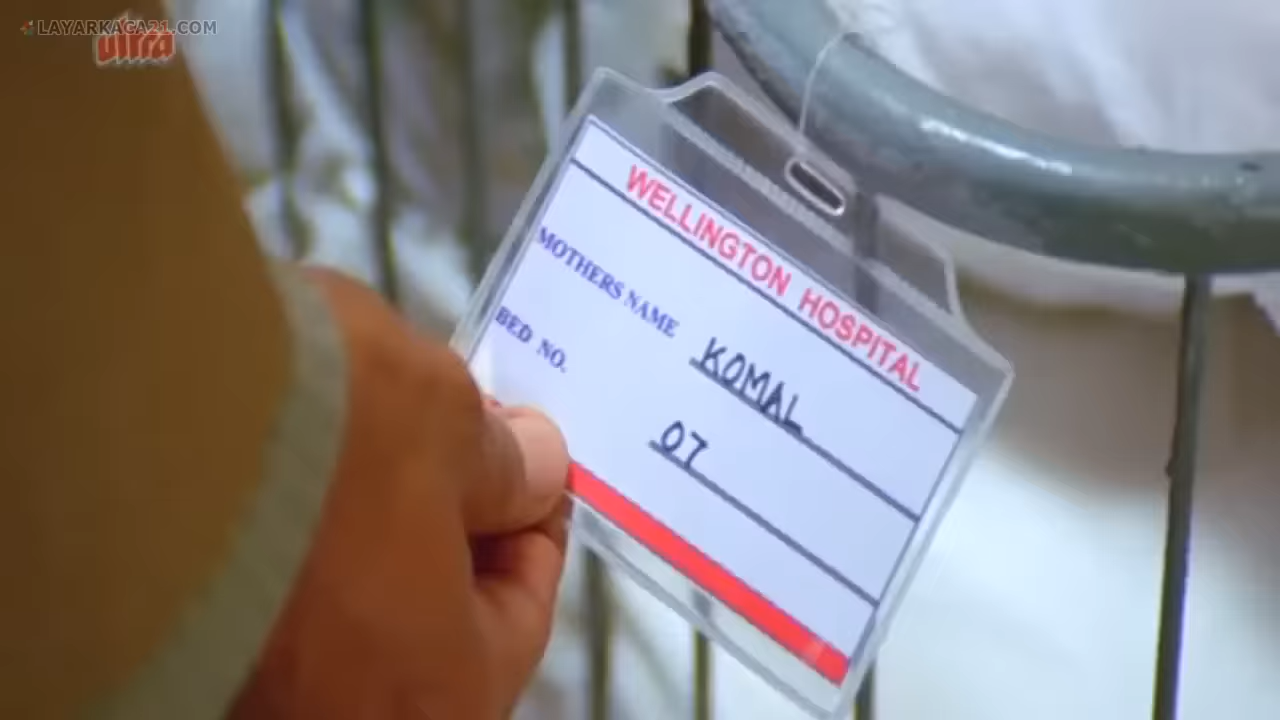 LAYARKACA21.COM
ultra
WELLINGTON HOSPITAL
MOTHERS NAME KOMAL
BED NO. 07